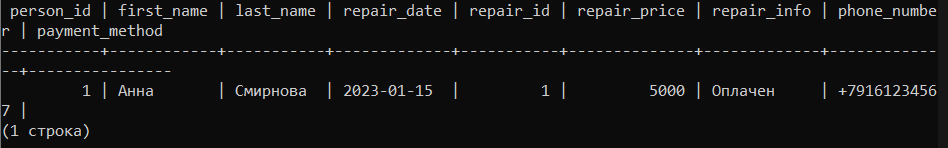 person_id | first_name | last_name | repair_date | repair_id | repair_price | repair_info | phone_numbe
r | payment_method
-----------+------------+-----------+-------------+-----------+--------------+-------------+-------------
--+----------------
1 | Анна | Смирнова | 2023-01-15 | 1 | 5000 | Оплачен | +7916123456
7 |
(1 строка)